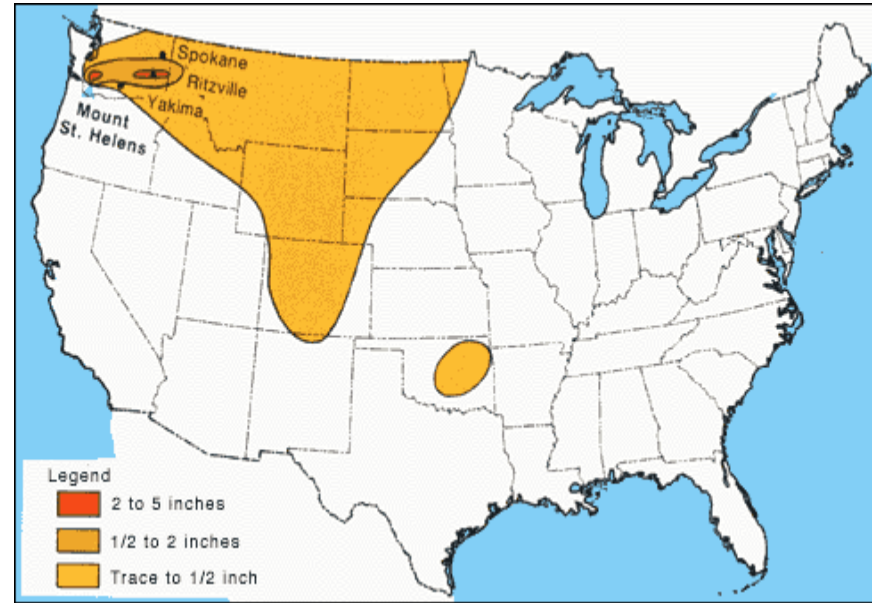 Spokane
Ritzville
Yakima
Mount
St. Helens
Legend
2 to 5 inches
1/2 to 2 inches
Trace to 1/2 inch